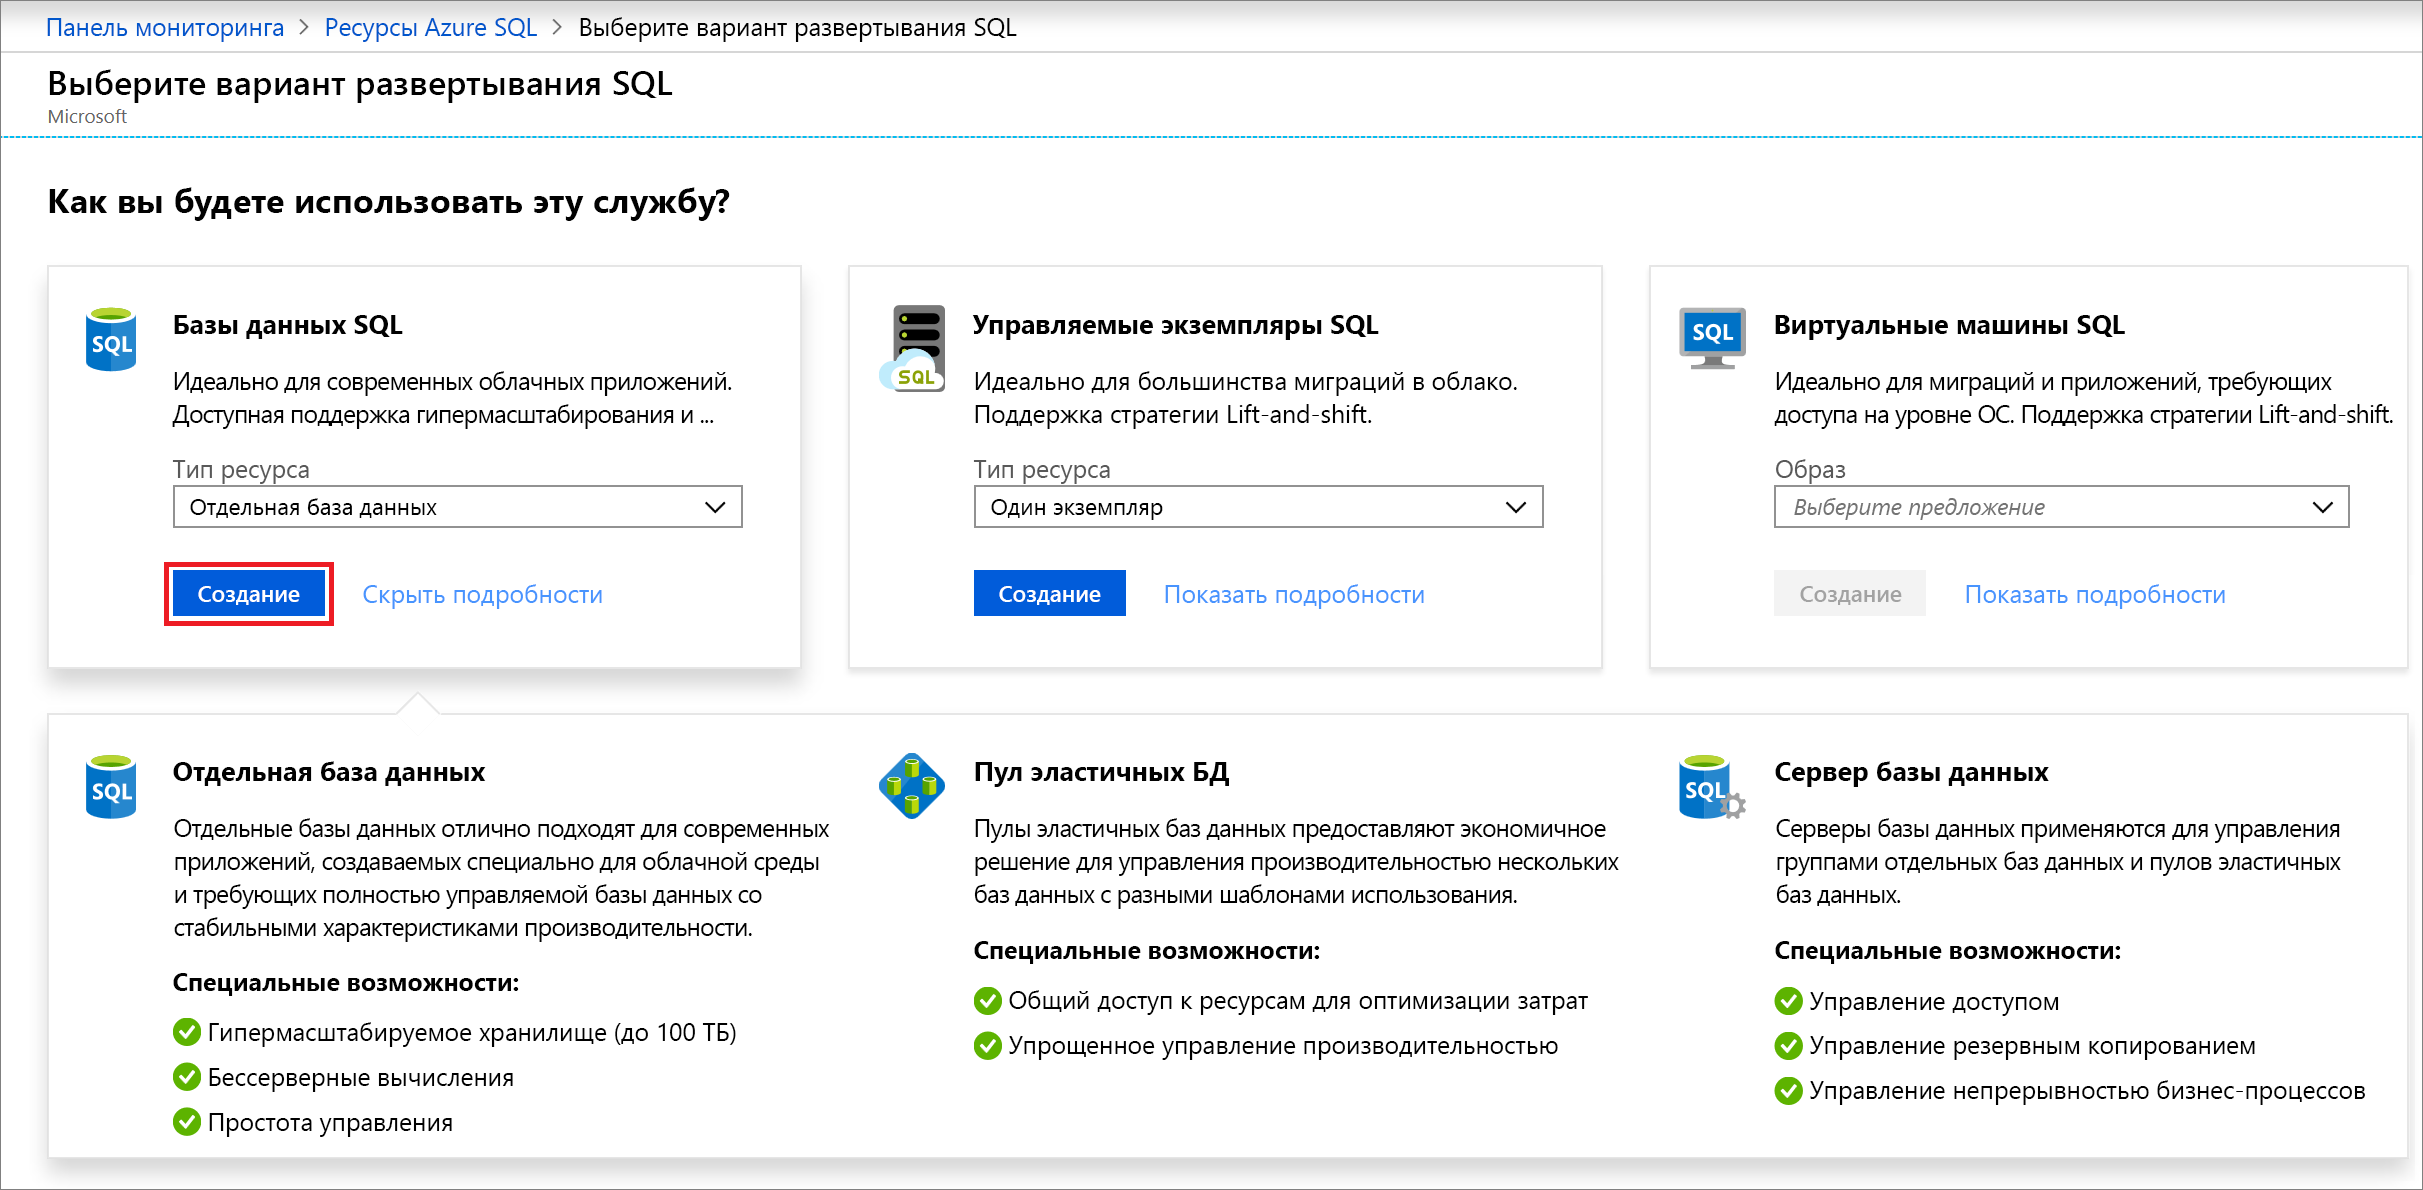 Панель мониторинга > Ресурсы Azure SQL > Выберите вариант развертывания SQL
Выберите вариант развертывания SQL
Microsoft
Как вы будете использовать эту службу?
SQL
Базы данных SQL
Идеально для современных облачных приложений.
Доступная поддержка гипермасштабирования и ...
Тип ресурса
Отдельная база данных
Создание
Скрыть подробности
SQL
Управляемые экземпляры SQL
Идеально для большинства миграций в облако.
Поддержка стратегии Lift-and-shift.
Тип ресурса
Один экземпляр
Создание
Показать подробности
SQL
Виртуальные машины SQL
Идеально для миграций и приложений, требующих
доступа на уровне ОС. Поддержка стратегии Lift-and-shift.
Образ
Выберите предложение
Создание
Показать подробности
SQL
Отдельная база данных
Отдельные базы данных отлично подходят для современных
приложений, создаваемых специально для облачной среды
и требующих полностью управляемой базы данных со
стабильными характеристиками производительности.
Специальные возможности:
Гипермасштабируемое хранилище (до 100 ТБ)
Бессерверные вычисления
Простота управления
Пул эластичных БД
Пулы эластичных баз данных предоставляют экономичное
решение для управления производительностью нескольких
баз данных с разными шаблонами использования.
Специальные возможности:
Общий доступ к ресурсам для оптимизации затрат
Упрощенное управление производительностью
SQL
Сервер базы данных
Серверы базы данных применяются для управления
группами отдельных баз данных и пулов эластичных
баз данных.
Специальные возможности:
Управление доступом
Управление резервным копированием
Управление непрерывностью бизнес-процессов